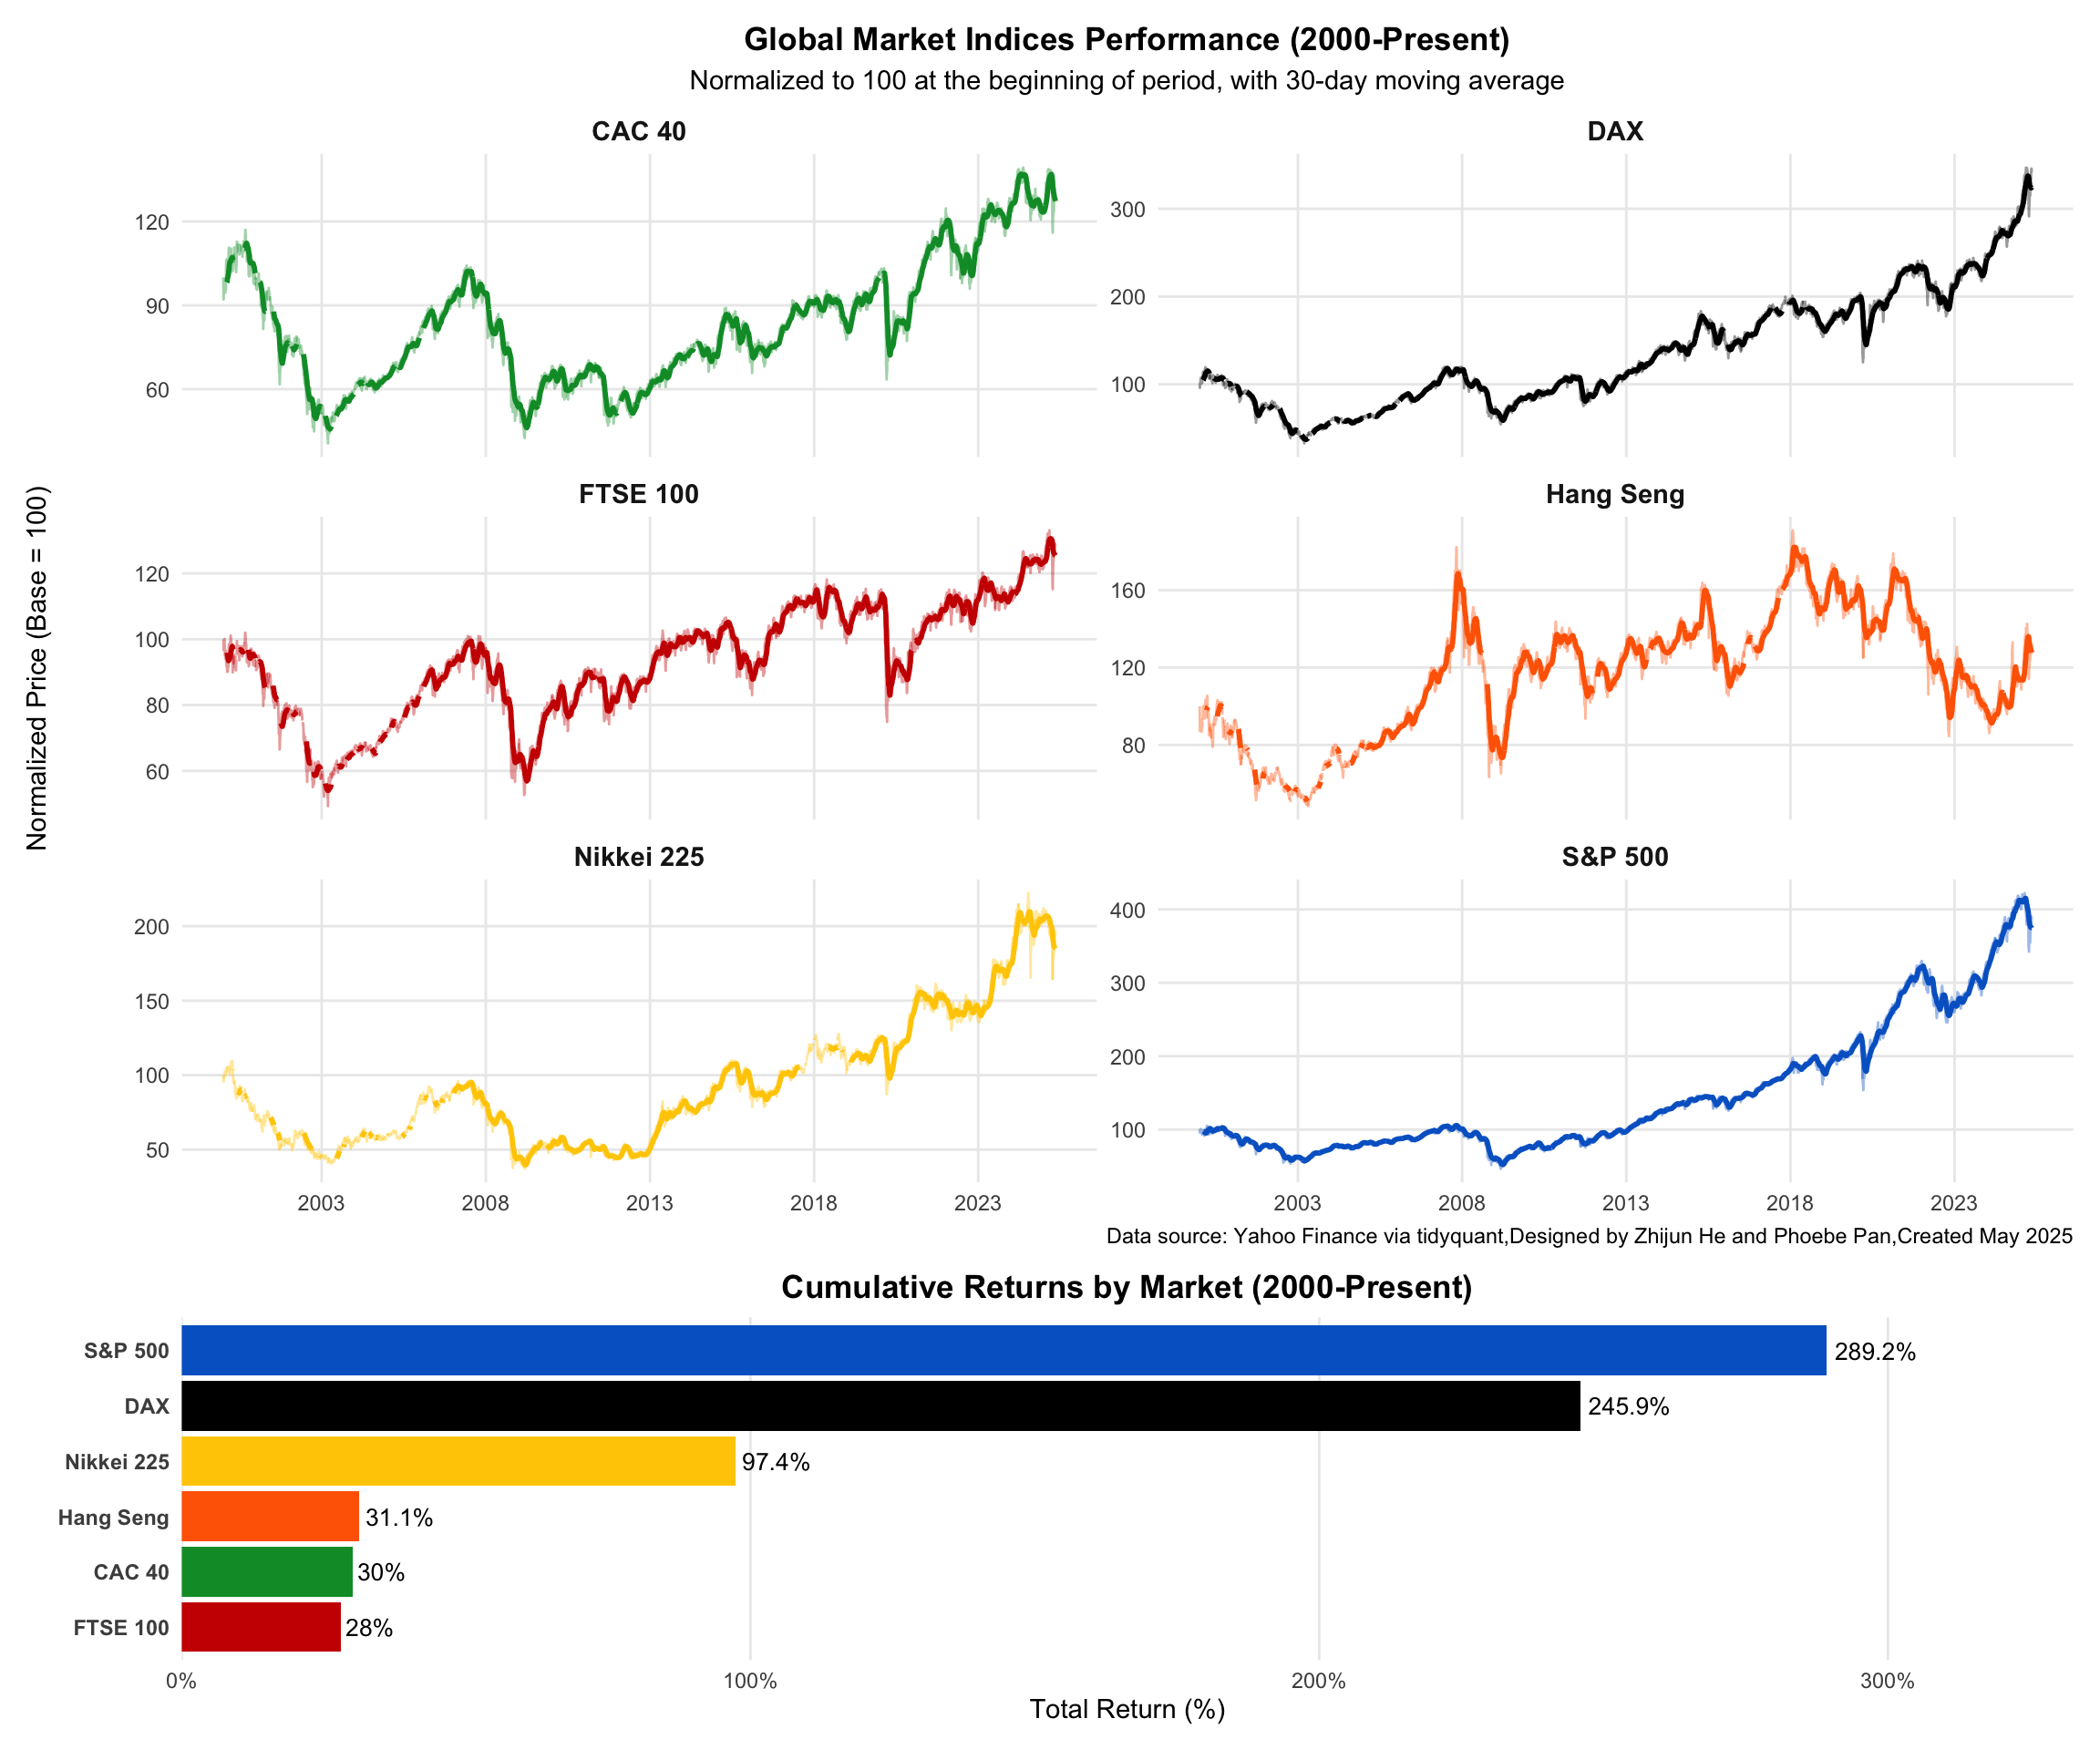 Global Market Indices Performance (2000-Present)
Normalized to 100 at the beginning of period, with 30-day moving average
Normalized Price (Base = 100)
CAC 40
120
90
60
DAX
300
200
100
FTSE 100
120
100
80
60
Hang Seng
160
120
80
Nikkei 225
200
150
100
50
2003 2008 2013 2018 2023
S&P 500
400
300
200
100
2003 2008 2013 2018 2023
Data source: Yahoo Finance via tidyquant,Designed by Zhijun He and Phoebe Pan,Created May 2025
Cumulative Returns by Market (2000-Present)
S&P 500 289.2%
DAX 245.9%
Nikkei 225 97.4%
Hang Seng 31.1%
CAC 40 30%
FTSE 100 28%
0% 100% 200% 300%
Total Return (%)